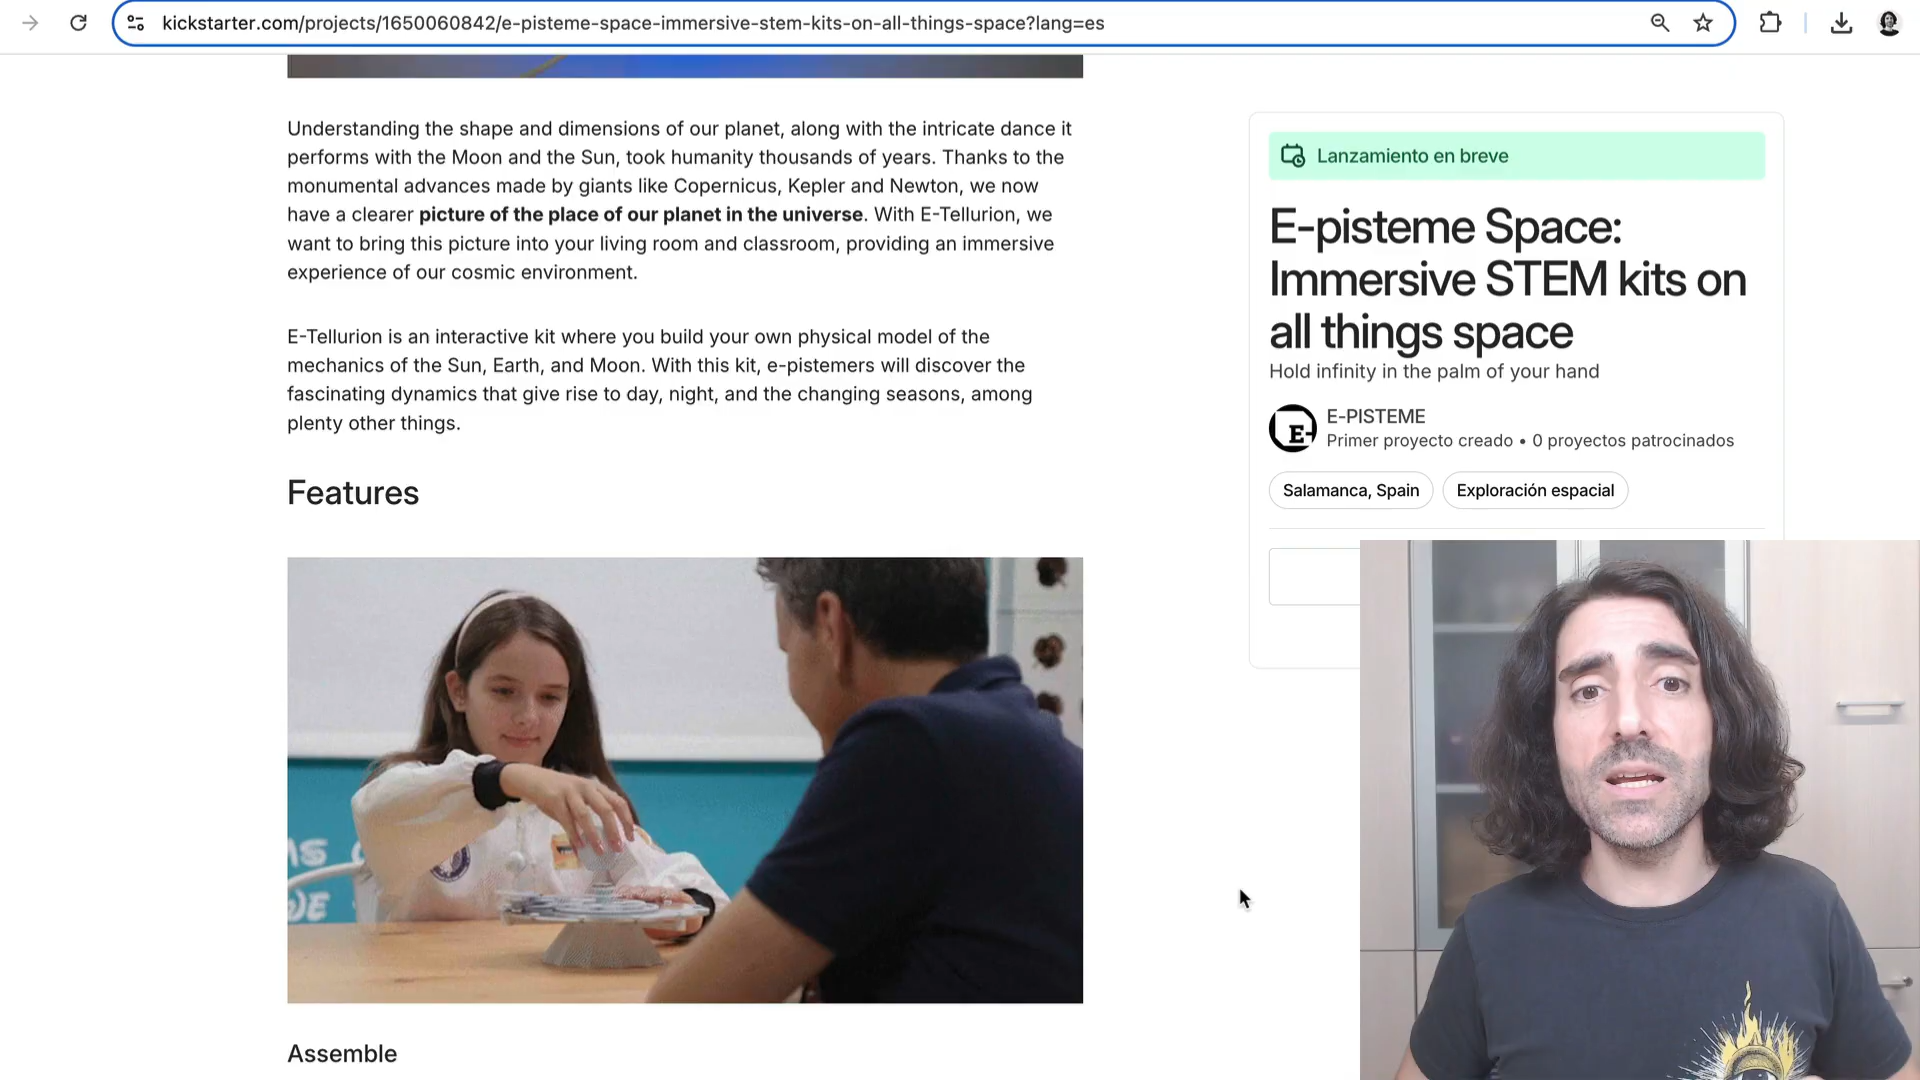 kickstarter.com/projects/1650060842/e-pisteme-space-immersive-stem-kits-on-all-things-space?lang=es
Understanding the shape and dimensions of our planet, along with the intricate dance it
performs with the Moon and the Sun, took humanity thousands of years. Thanks to the
monumental advances made by giants like Copernicus, Kepler and Newton, we now
have a clearer picture of the place of our planet in the universe. With E-Tellurion, we
want to bring this picture into your living room and classroom, providing an immersive
experience of our cosmic environment.
E-Tellurion is an interactive kit where you build your own physical model of the
mechanics of the Sun, Earth, and Moon. With this kit, e-pistemers will discover the
fascinating dynamics that give rise to day, night, and the changing seasons, among
plenty other things.
Features
Assemble
Lanzamiento en breve
E-pisteme Space:
Immersive STEM kits on
all things space
Hold infinity in the palm of your hand
E-
E-PISTEME
Primer proyecto creado • 0 proyectos patrocinados
Salamanca, Spain
Exploración espacial